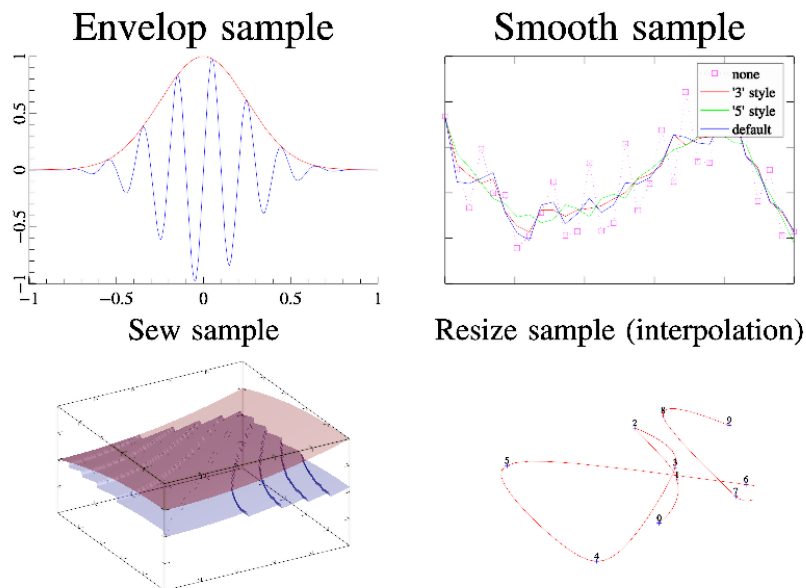 Envelop sample
Smooth sample
1
0.5
0
−0.5
−1
−1
−0.5
0
0.5
1
none
'3' style
'5' style
default
Sew sample
Resize sample (interpolation)
8
2
9
3
5
1
6
7
0
4